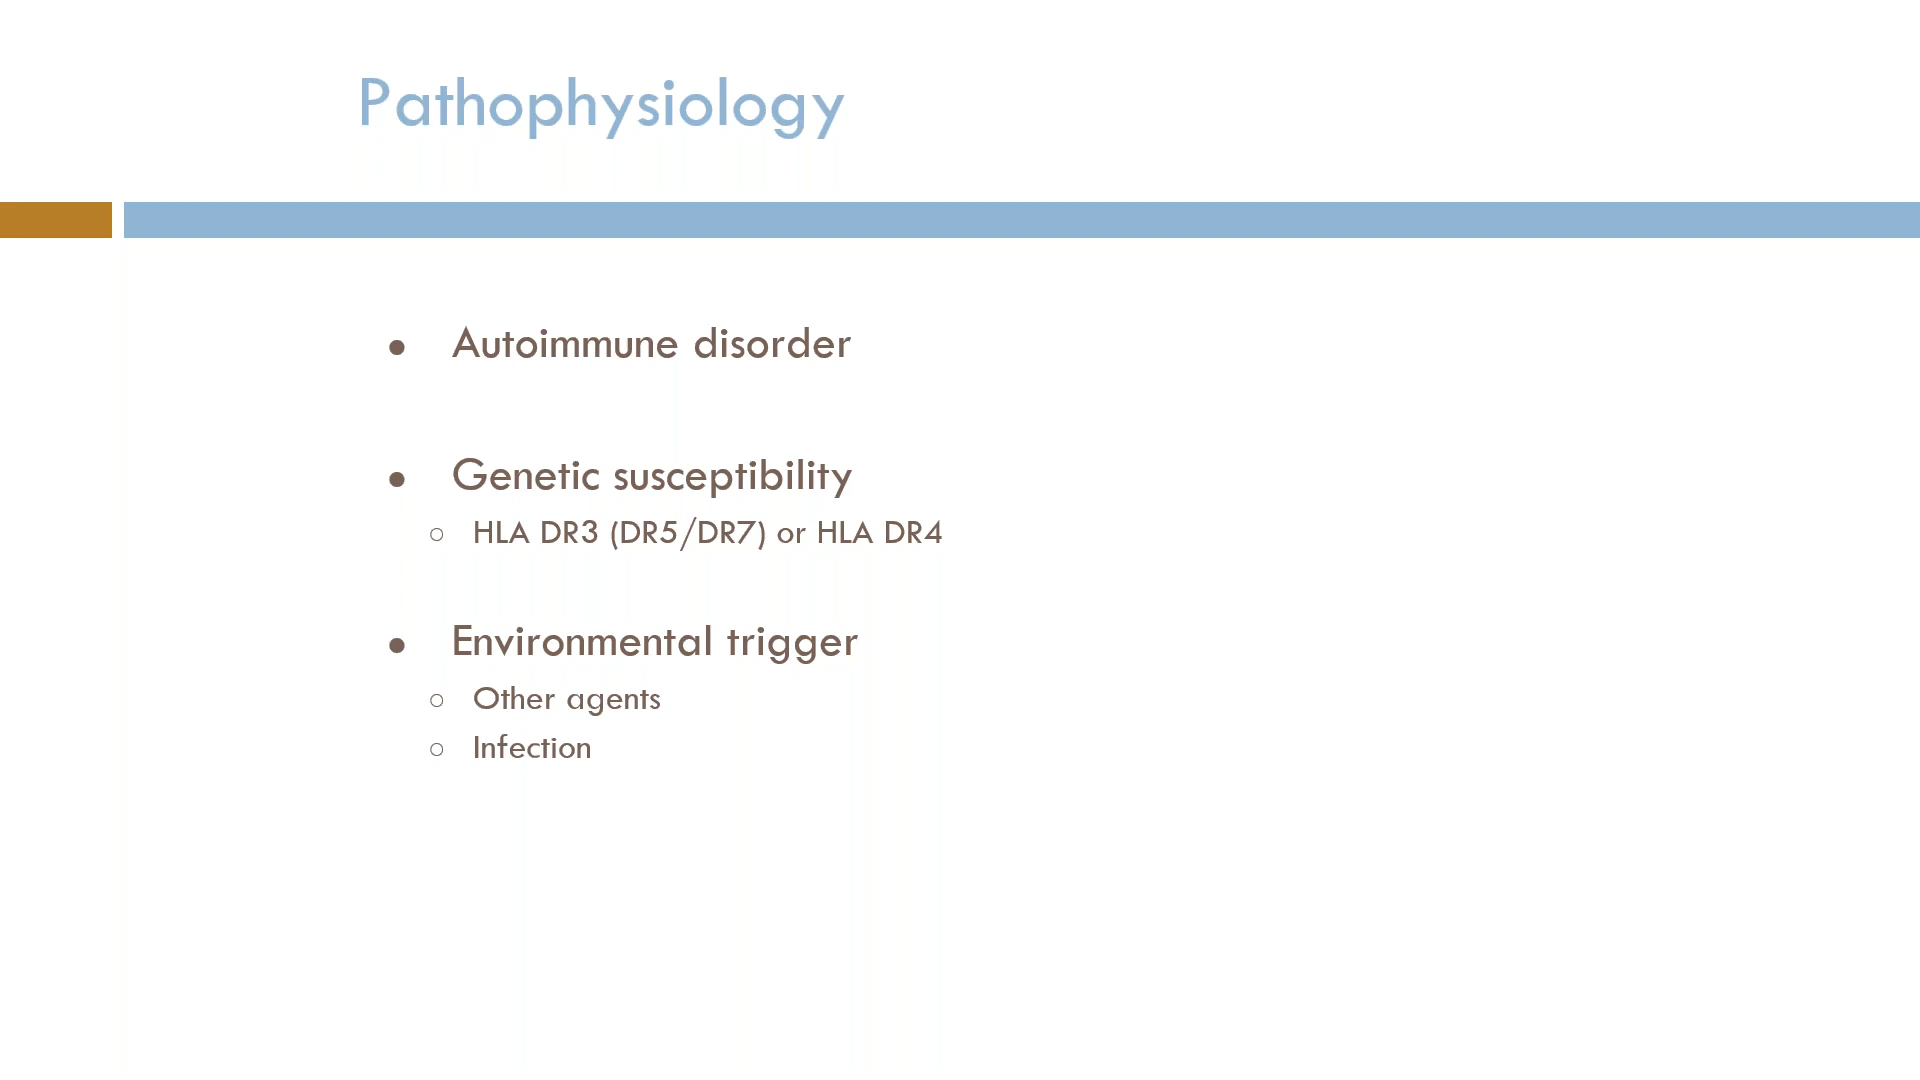 Pathophysiology
● Autoimmune disorder
● Genetic susceptibility
○ HLA DR3 (DR5/DR7) or HLA DR4
● Environmental trigger
○ Other agents
○ Infection